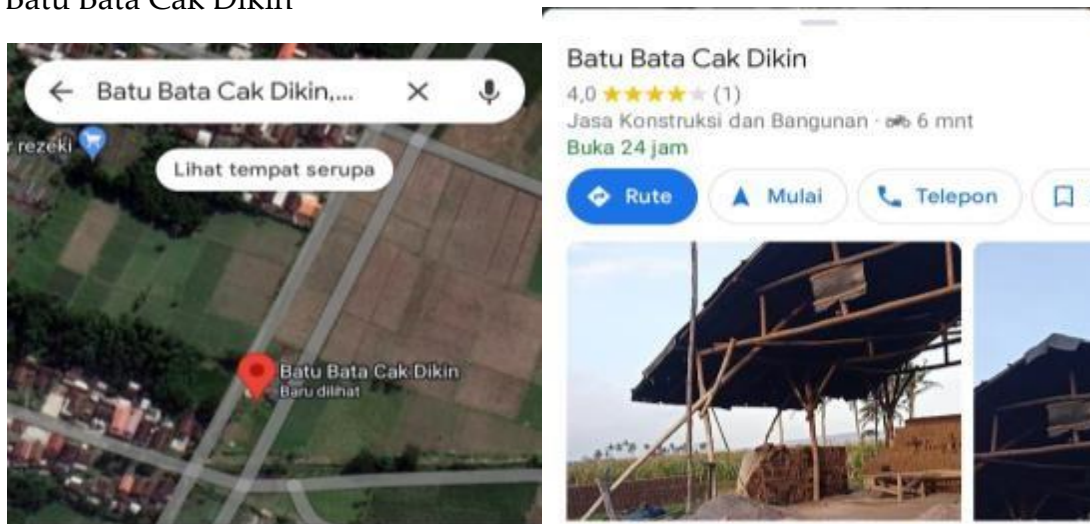 Batu Bata Cak Dikin
Batu Bata Cak Dikin,...
rezeki
Lihat tempat serupa
Batu Bata Cak Dikin
Baru dilihat
Batu Bata Cak Dikin
4,0 (1)
Jasa Konstruksi dan Bangunan · 6 mnt
Buka 24 jam
Rute
Mulai
Telepon